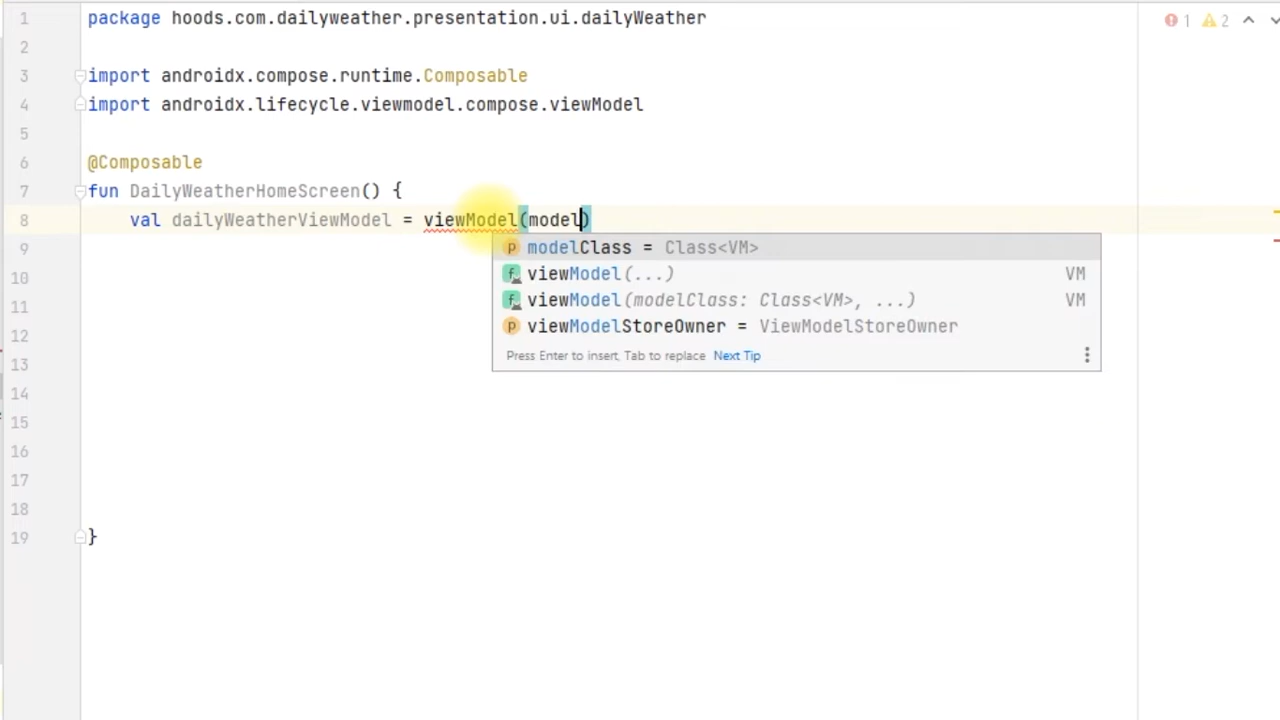 1 package hoods.com.dailyweather.presentation.ui.dailyWeather
1 2
2
3 import androidx.compose.runtime.Composable
4 import androidx.lifecycle.viewmodel.compose.viewModel
5
6 @Composable
7 fun DailyWeatherHomeScreen() {
8 val dailyWeatherViewModel = viewModel(model)
modelClass = Class<VM>
viewModel(...) VM
viewModel(modelClass: Class<VM>, ...) VM
viewModelStoreOwner = ViewModelStoreOwner
Press Enter to insert, Tab to replace Next Tip
9
10
11
12
13
14
15
16
17
18
19 }